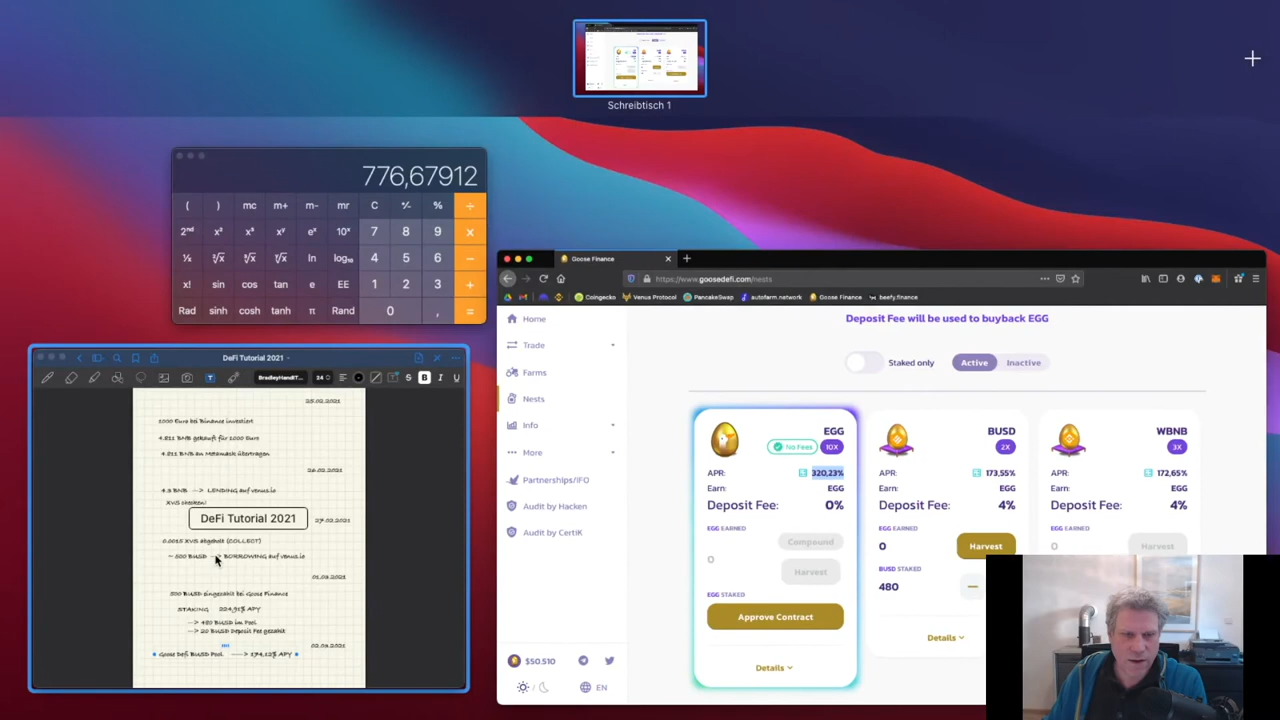 Schreibtisch 1
776,67912
( ) mc m+ m- mr C +⁄- % ÷
2ⁿᵈ x² x³ xʸ eˣ 10ˣ 7 8 9 x
¹⁄x ²√x ³√x ʸ√x ln log₁₀ 4 5 6 −
x! sin cos tan e EE 1 2 3 +
Rad sinh cosh tanh π Rand 0 , =
DeFi Tutorial 2021
BradleyHandIT... 24 S B I U
25.02.2021
1000 Euro bei Binance investiert
4.811 BNB gekauft für 1000 Euro
4.811 BNB an Metamask übertragen
26.02.2021
4.3 BNB --> LENDING auf venus.io
XVS checken!
DeFi Tutorial 2021
27.02.2021
0.0015 XVS abgeholt (COLLECT)
~ 500 BUSD --> BORROWING auf venus.io
01.03.2021
500 BUSD eingezahlt bei Goose Finance
STAKING 224,91% APY
--> 480 BUSD im Pool
--> 20 BUSD Deposit Fee gezahlt
02.03.2021
Goose Defi BUSD Pool ---> 174,12% APY
Goose Finance
https://www.goosedefi.com/nests
Coingecko Venus Protocol PancakeSwap autofarm.network Goose Finance beefy.finance
Home
Trade
Farms
Nests
Info
More
Partnerships/IFO
Audit by Hacken
Audit by CertiK
$50.510
EN
Deposit Fee will be used to buyback EGG
Staked only Active Inactive
EGG
No Fees 10X
APR: 320,23%
Earn: EGG
Deposit Fee: 0%
EGG EARNED
0
Compound
Harvest
EGG STAKED
Approve Contract
Details
BUSD
2X
APR: 173,55%
Earn: EGG
Deposit Fee: 4%
EGG EARNED
0 Harvest
BUSD STAKED
480 −
Details
WBNB
3X
APR: 172,65%
Earn: EGG
Deposit Fee: 4%
EGG EARNED
0 Harvest